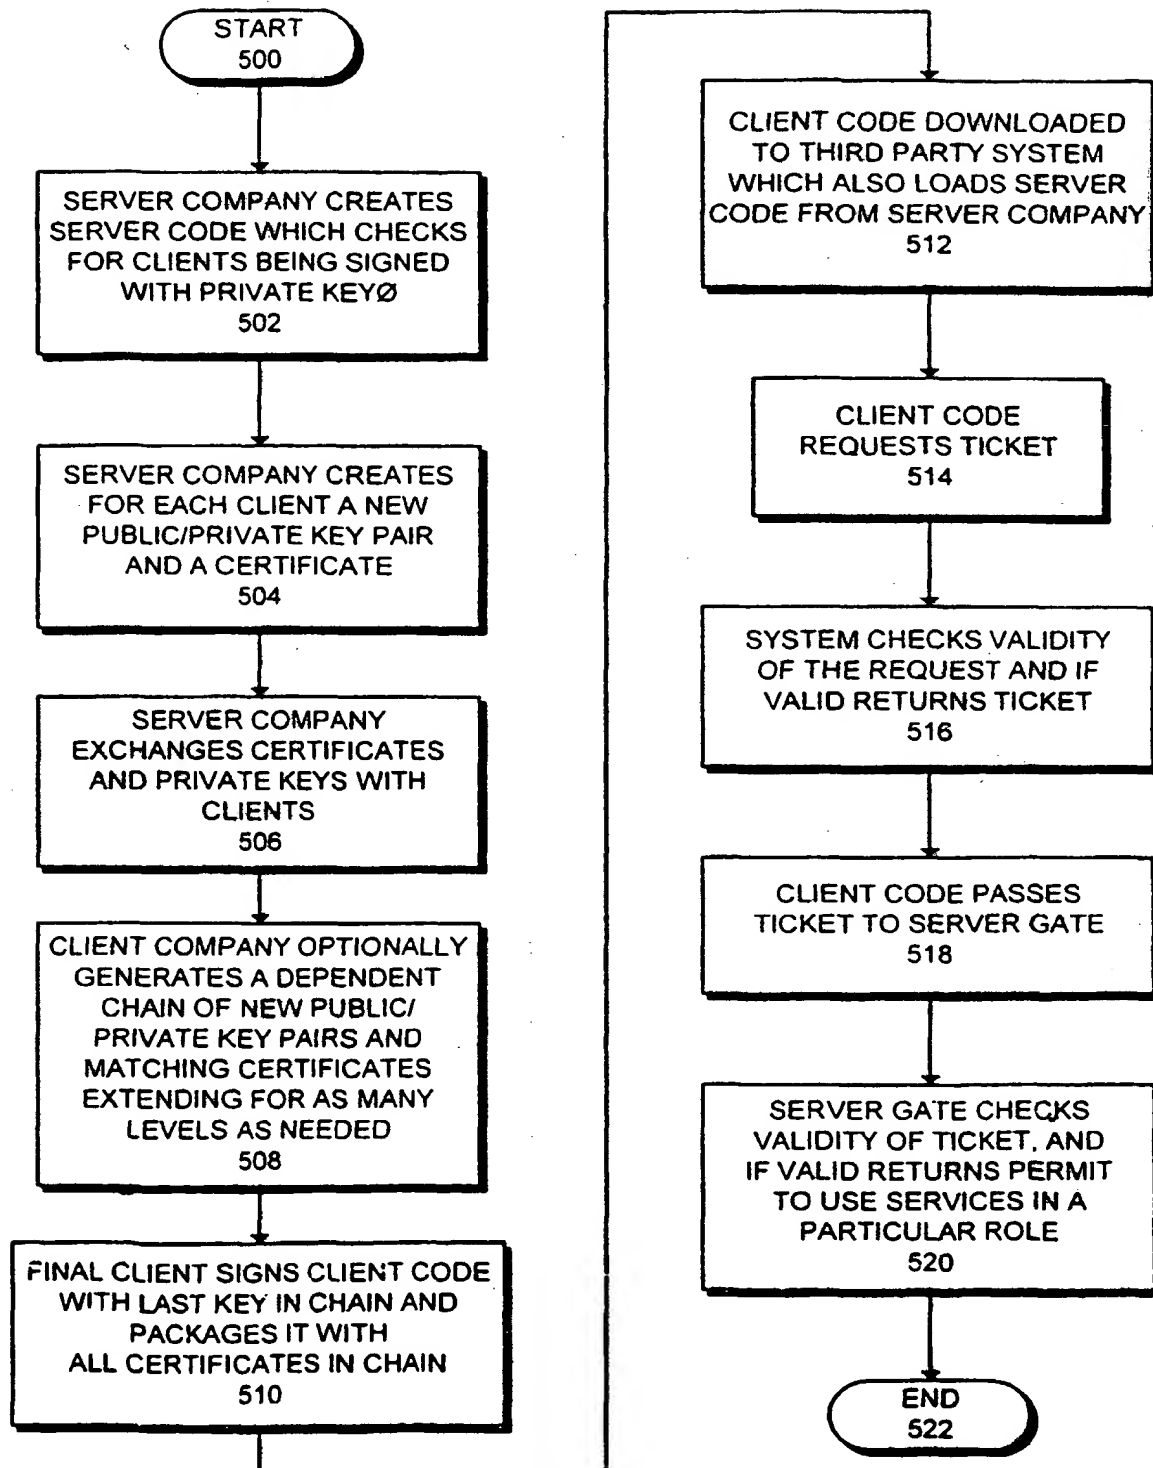 START
500
SERVER COMPANY CREATES
SERVER CODE WHICH CHECKS
FOR CLIENTS BEING SIGNED
WITH PRIVATE KEYØ
502
SERVER COMPANY CREATES
FOR EACH CLIENT A NEW
PUBLIC/PRIVATE KEY PAIR
AND A CERTIFICATE
504
SERVER COMPANY
EXCHANGES CERTIFICATES
AND PRIVATE KEYS WITH
CLIENTS
506
CLIENT COMPANY OPTIONALLY
GENERATES A DEPENDENT
CHAIN OF NEW PUBLIC/
PRIVATE KEY PAIRS AND
MATCHING CERTIFICATES
EXTENDING FOR AS MANY
LEVELS AS NEEDED
508
FINAL CLIENT SIGNS CLIENT CODE
WITH LAST KEY IN CHAIN AND
PACKAGES IT WITH
ALL CERTIFICATES IN CHAIN
510
CLIENT CODE DOWNLOADED
TO THIRD PARTY SYSTEM
WHICH ALSO LOADS SERVER
CODE FROM SERVER COMPANY
512
CLIENT CODE
REQUESTS TICKET
514
SYSTEM CHECKS VALIDITY
OF THE REQUEST AND IF
VALID RETURNS TICKET
516
CLIENT CODE PASSES
TICKET TO SERVER GATE
518
SERVER GATE CHECKS
VALIDITY OF TICKET, AND
IF VALID RETURNS PERMIT
TO USE SERVICES IN A
PARTICULAR ROLE
520
END
522